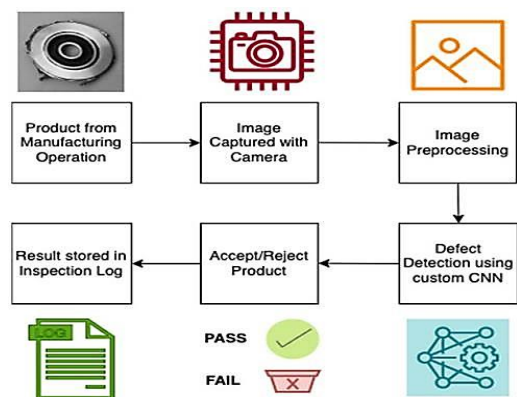 Product from
Manufacturing
Operation
Image
Captured with
Camera
Image
Preprocessing
Result stored in
Inspection Log
Accept/Reject
Product
Defect
Detection using
custom CNN
LOG
PASS
FAIL